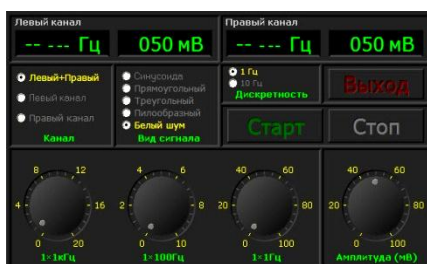 Левый канал
Правый канал
-- --- Гц
050 мВ
-- --- Гц
050 мВ
Левый+Правый
Левый канал
Правый канал
Канал
Синусоида
Прямоугольный
Треугольный
Пилообразный
Белый шум
Вид сигнала
1 Гц
10 Гц
Дискретность
Выход
Старт
Стоп
8 12
4 16
0 20
1×1кГц
4 6
2 8
0 10
1×100Гц
40 60
20 80
0 100
1×1Гц
40 60
20 80
0 100
Амплитуда (мВ)